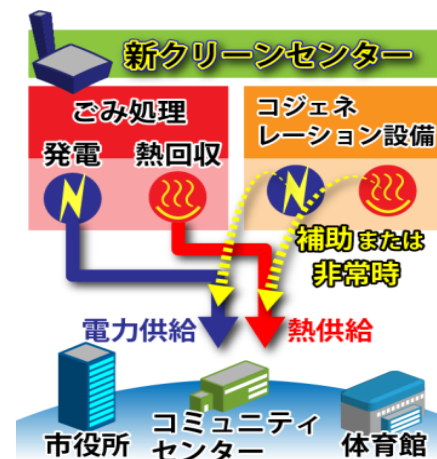 新クリーンセンター
ごみ処理
発電 熱回収
コジェネ
レーション設備
補助 または
非常時
電力供給
熱供給
市役所
コミュニティ
センター
体育館